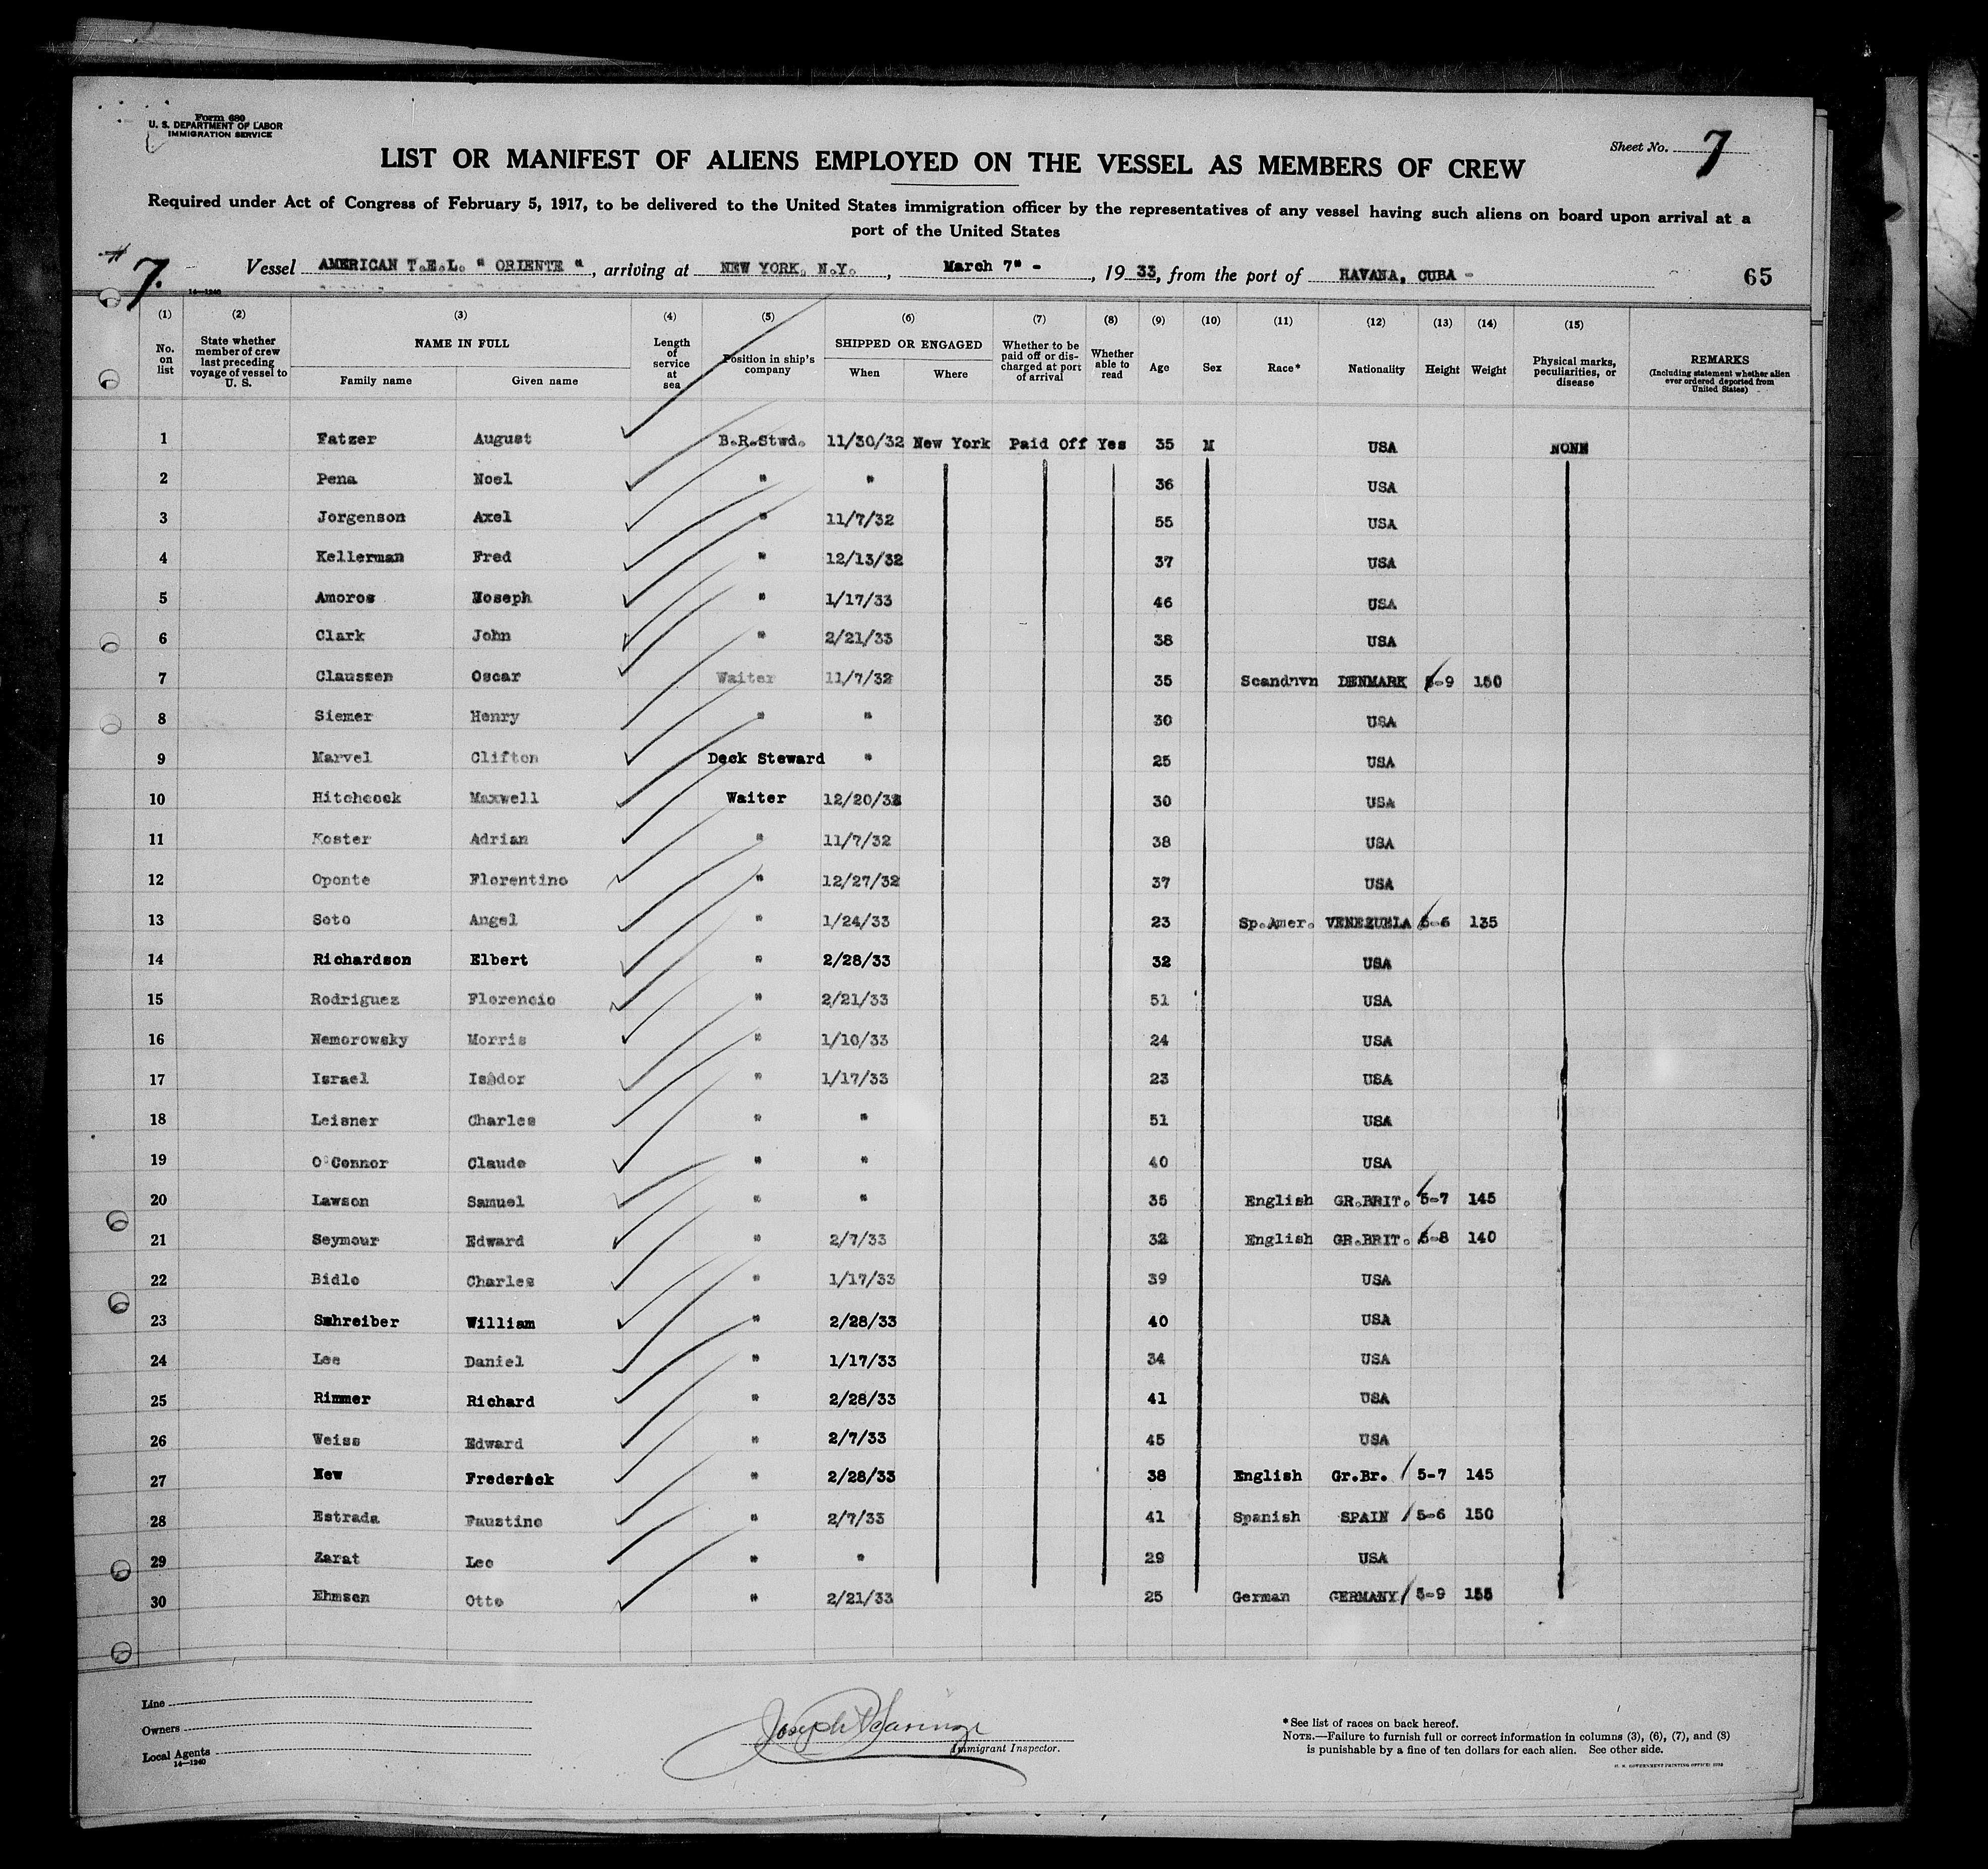 Form 680
U. S. DEPARTMENT OF LABOR
IMMIGRATION SERVICE
Sheet No. 7
LIST OR MANIFEST OF ALIENS EMPLOYED ON THE VESSEL AS MEMBERS OF CREW
Required under Act of Congress of February 5, 1917, to be delivered to the United States immigration officer by the representatives of any vessel having such aliens on board upon arrival at a
port of the United States
# 7. Vessel AMERICAN T.E.L. " ORIENTE ", arriving at NEW YORK, N.Y., March 7" -, 1933, from the port of HAVANA, CUBA - 65
14—1240
(1) (2) (3) (4) (5) (6) (7) (8) (9) (10) (11) (12) (13) (14) (15)
No. on list State whether member of crew last preceding voyage of vessel to U. S. NAME IN FULL Family name Given name Length of service at sea Position in ship's company SHIPPED OR ENGAGED When Where Whether to be paid off or discharged at port of arrival Whether able to read Age Sex Race* Nationality Height Weight Physical marks, peculiarities, or disease REMARKS (Including statement whether alien ever ordered deported from United States)
1 Fatzer August B.R.Stwd. 11/30/32 New York Paid Off Yes 35 M USA NONE
2 Pena Noel " " 36 USA
3 Jorgenson Axel " 11/7/32 55 USA
4 Kellerman Fred " 12/13/32 37 USA
5 Amoros Hoseph " 1/17/33 46 USA
6 Clark John " 2/21/33 38 USA
7 Claussen Oscar Waiter 11/7/32 35 Scandnvn DENMARK 5-9 150
8 Siemer Henry " " 30 USA
9 Marvel Clifton Deck Steward " 25 USA
10 Hitchcock Maxwell Waiter 12/20/32 30 USA
11 Koster Adrian " 11/7/32 38 USA
12 Oponte Florentino " 12/27/32 37 USA
13 Soto Angel " 1/24/33 23 Sp.Amer. VENEZUELA 5-6 135
14 Richardson Elbert " 2/28/33 32 USA
15 Rodriguez Florencio " 2/21/33 51 USA
16 Nemorowsky Morris " 1/10/33 24 USA
17 Israel Isador " 1/17/33 23 USA
18 Leisner Charles " " 51 USA
19 O'Connor Claude " " 40 USA
20 Lawson Samuel " " 35 English GR.BRIT. 5-7 145
21 Seymour Edward " 2/7/33 32 English GR.BRIT. 5-8 140
22 Bidlo Charles " 1/17/33 39 USA
23 Schreiber William " 2/28/33 40 USA
24 Lee Daniel " 1/17/33 34 USA
25 Rimmer Richard " 2/28/33 41 USA
26 Weiss Edward " 2/7/33 45 USA
27 New Frederick " 2/28/33 38 English Gr.Br. 5-7 145
28 Estrada Faustino " 2/7/33 41 Spanish SPAIN 5-6 150
29 Zarat Leo " " 29 USA
30 Ehmsen Otto " 2/21/33 25 German GERMANY 5-9 155
Line
Owners
Local Agents
14—1240
Joseph
Immigrant Inspector.
* See list of races on back hereof.
NOTE.—Failure to furnish full or correct information in columns (3), (6), (7), and (8)
is punishable by a fine of ten dollars for each alien. See other side.
U. S. GOVERNMENT PRINTING OFFICE: 1932